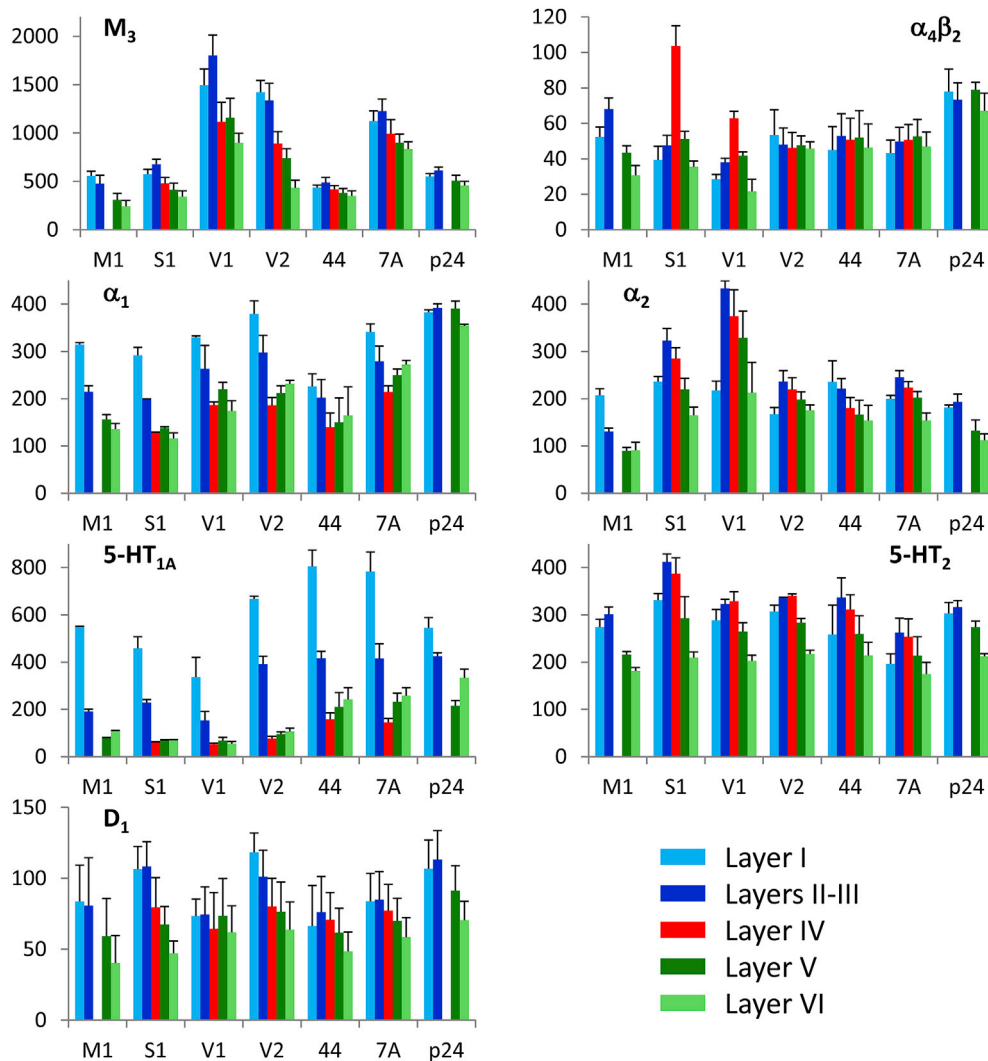 M₃
2000
1500
1000
500
0
M1 S1 V1 V2 44 7A p24
α₄β₂
120
100
80
60
40
20
0
M1 S1 V1 V2 44 7A p24
α₁
400
300
200
100
0
M1 S1 V1 V2 44 7A p24
α₂
400
300
200
100
0
M1 S1 V1 V2 44 7A p24
5-HT₁A
800
600
400
200
0
M1 S1 V1 V2 44 7A p24
5-HT₂
400
300
200
100
0
M1 S1 V1 V2 44 7A p24
D₁
150
100
50
0
M1 S1 V1 V2 44 7A p24
Layer I
Layers II-III
Layer IV
Layer V
Layer VI